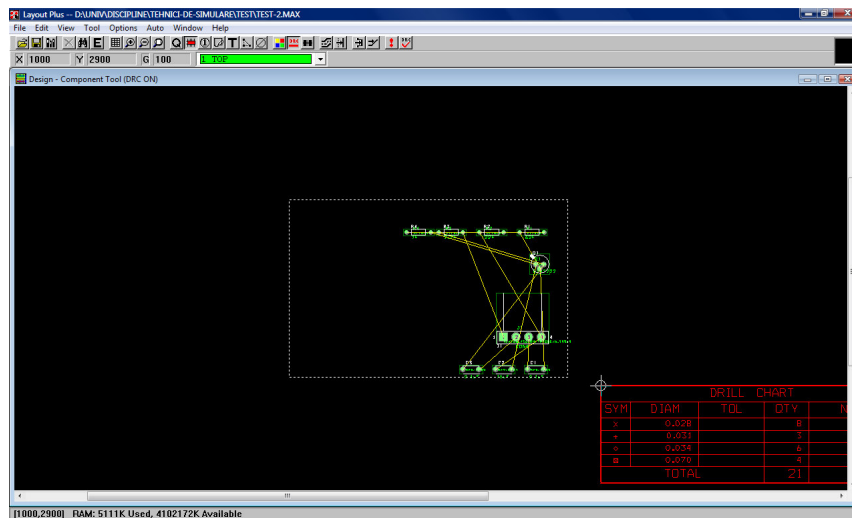 Layout Plus -- D:\UNIV\DISCIPLINE\TEHNICI-DE-SIMULARE\TEST\TEST-2.MAX
File Edit View Tool Options Auto Window Help
X 1000 Y 2900 G 100 1 TOP
Design - Component Tool (DRC ON)
DRILL CHART
SYM DIAM TOL QTY N
0.028 8
0.031 3
0.034 6
0.070 4
TOTAL 21
[1000,2900] RAM: 5111K Used, 4102172K Available